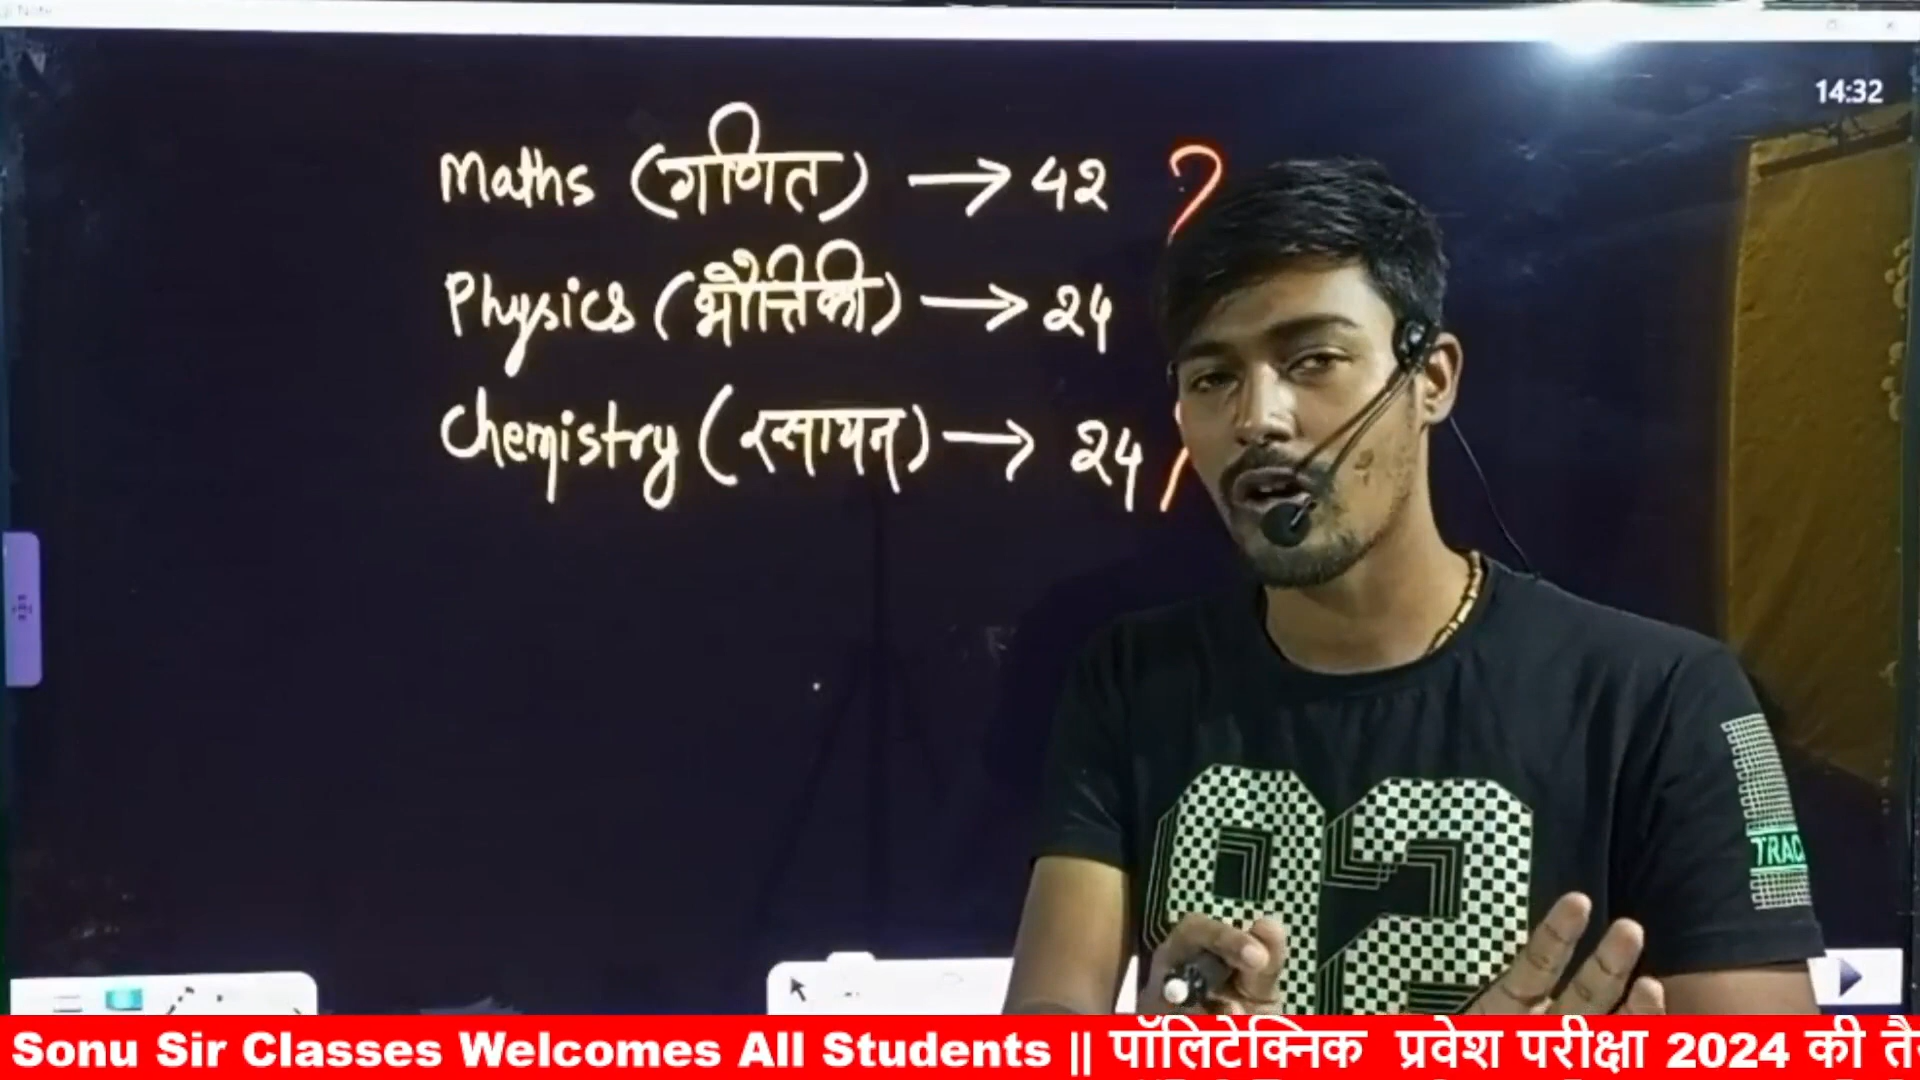 14:32
Maths (गणित) → 42 ?
Physics (भौतिकी) → 24
Chemistry (रसायन) → 24
TRAC
92
Sonu Sir Classes Welcomes All Students || पॉलिटेक्निक प्रवेश परीक्षा 2024 की